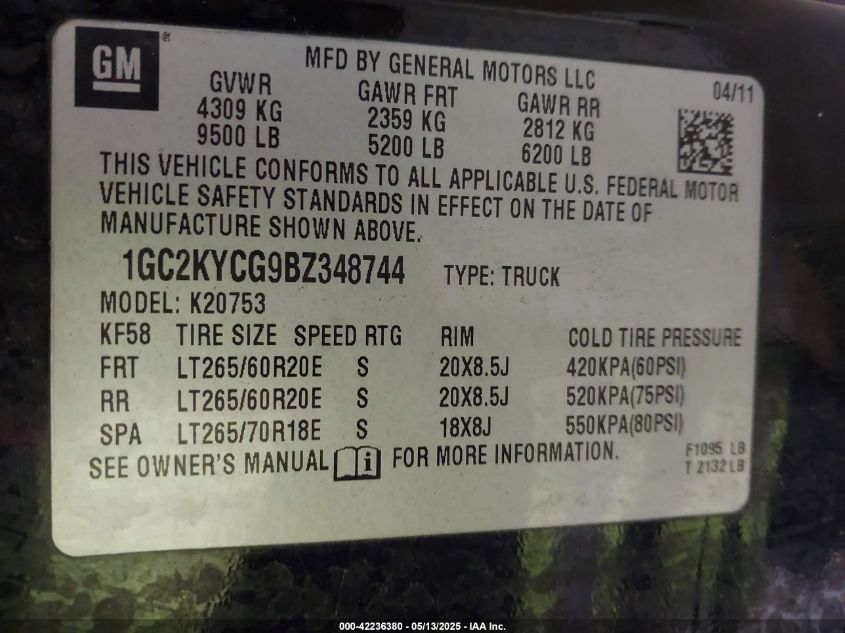 GM®
MFD BY GENERAL MOTORS LLC
04/11
GVWR GAWR FRT GAWR RR
4309 KG 2359 KG 2812 KG
9500 LB 5200 LB 6200 LB
THIS VEHICLE CONFORMS TO ALL APPLICABLE U.S. FEDERAL MOTOR
VEHICLE SAFETY STANDARDS IN EFFECT ON THE DATE OF
MANUFACTURE SHOWN ABOVE.
1GC2KYCG9BZ348744 TYPE: TRUCK
MODEL: K20753
KF58 TIRE SIZE SPEED RTG RIM COLD TIRE PRESSURE
FRT LT265/60R20E S 20X8.5J 420KPA(60PSI)
RR LT265/60R20E S 20X8.5J 520KPA(75PSI)
SPA LT265/70R18E S 18X8J 550KPA(80PSI)
SEE OWNER'S MANUAL i FOR MORE INFORMATION.
F1095 LB
T 2132 LB
000-42236380 - 05/13/2025 - IAA Inc.